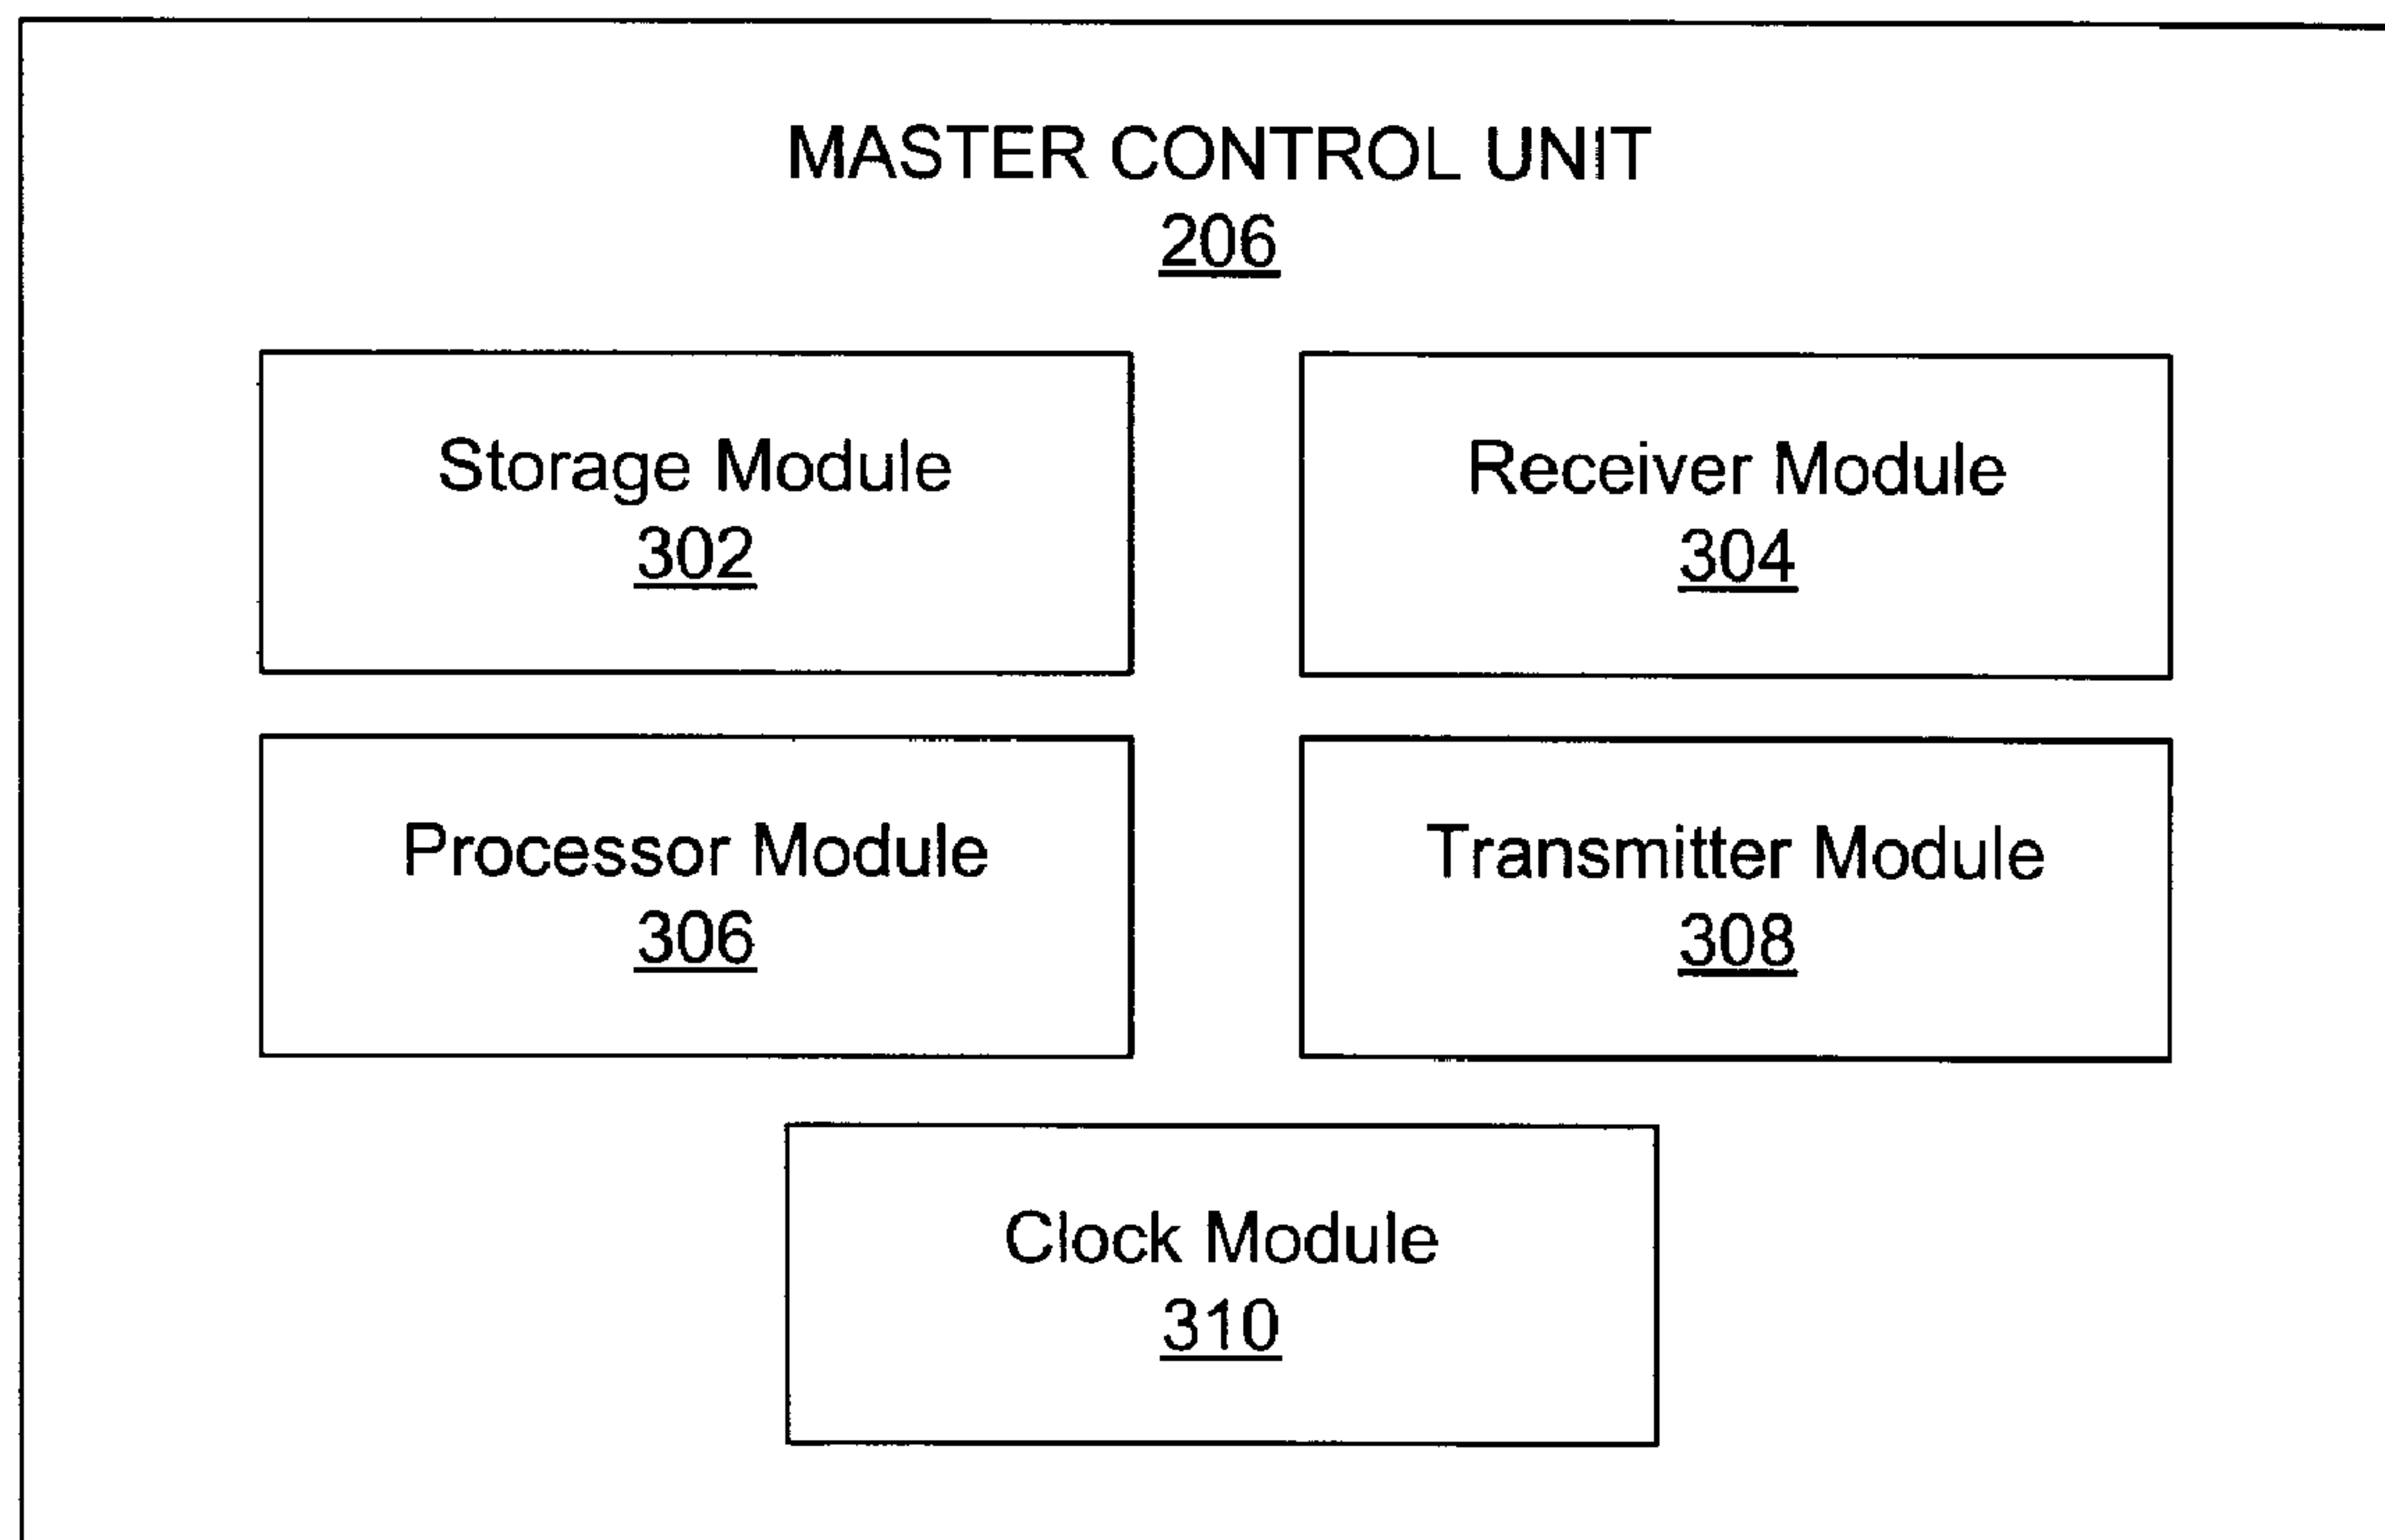 MASTER CONTROL UNIT
206
Storage Module
302
Receiver Module
304
Processor Module
306
Transmitter Module
308
Clock Module
310